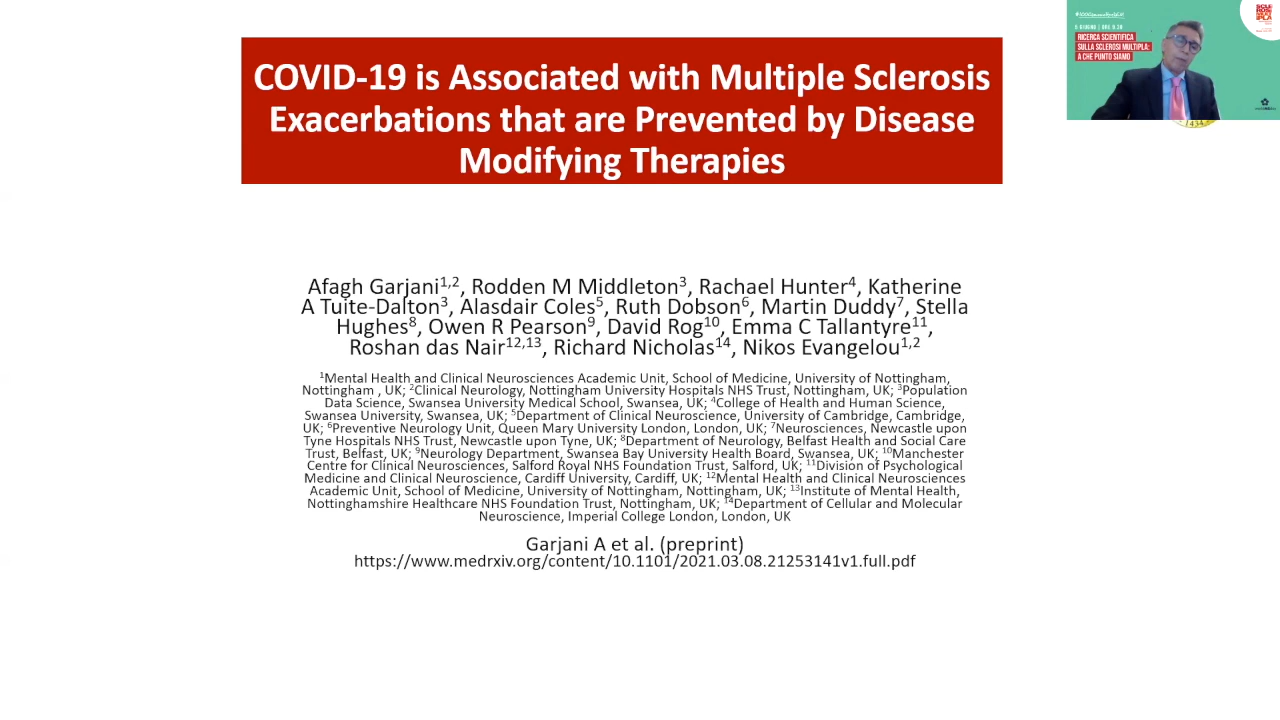 COVID-19 is Associated with Multiple Sclerosis
Exacerbations that are Prevented by Disease
Modifying Therapies
Afagh Garjani1,2, Rodden M Middleton3, Rachael Hunter4, Katherine
A Tuite-Dalton3, Alasdair Coles5, Ruth Dobson6, Martin Duddy7, Stella
Hughes8, Owen R Pearson9, David Rog10, Emma C Tallantyre11,
Roshan das Nair12,13, Richard Nicholas14, Nikos Evangelou1,2
1Mental Health and Clinical Neurosciences Academic Unit, School of Medicine, University of Nottingham,
Nottingham , UK; 2Clinical Neurology, Nottingham University Hospitals NHS Trust, Nottingham, UK; 3Population
Data Science, Swansea University Medical School, Swansea, UK; 4College of Health and Human Science,
Swansea University, Swansea, UK; 5Department of Clinical Neuroscience, University of Cambridge, Cambridge,
UK; 6Preventive Neurology Unit, Queen Mary University London, London, UK; 7Neurosciences, Newcastle upon
Tyne Hospitals NHS Trust, Newcastle upon Tyne, UK; 8Department of Neurology, Belfast Health and Social Care
Trust, Belfast, UK; 9Neurology Department, Swansea Bay University Health Board, Swansea, UK; 10Manchester
Centre for Clinical Neurosciences, Salford Royal NHS Foundation Trust, Salford, UK; 11Division of Psychological
Medicine and Clinical Neuroscience, Cardiff University, Cardiff, UK; 12Mental Health and Clinical Neurosciences
Academic Unit, School of Medicine, University of Nottingham, Nottingham, UK; 13Institute of Mental Health,
Nottinghamshire Healthcare NHS Foundation Trust, Nottingham, UK; 14Department of Cellular and Molecular
Neuroscience, Imperial College London, London, UK
Garjani A et al. (preprint)
https://www.medrxiv.org/content/10.1101/2021.03.08.21253141v1.full.pdf
RICERCA SCIENTIFICA
SULLA SCLEROSI MULTIPLA:
A CHE PUNTO SIAMO
SCLE
ROSI
MULTI
PLA